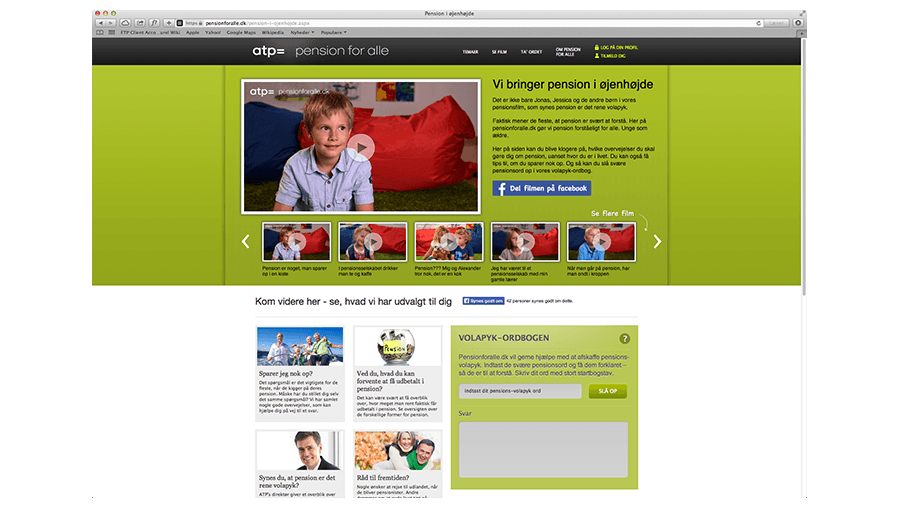 Pension i øjenhøjde
https pensionforalle.dk/pension-i-ojenhojde.aspx
Læser
FTP Client Acco...urel Wiki Apple Yahoo! Google Maps Wikipedia Nyheder Populære
atp= pension for alle
TEMAER SE FILM TA' ORDET OM PENSION FOR ALLE
LOG PÅ DIN PROFIL
TILMELD DIG
atp= pensionforalle.dk
Vi bringer pension i øjenhøjde
Det er ikke bare Jonas, Jessica og de andre børn i vores
pensionsfilm, som synes pension er det rene volapyk.
Faktisk mener de fleste, at pension er svært at forstå. Her på
pensionforalle.dk gør vi pension forståeligt for alle. Unge som
ældre.
Her på siden kan du blive klogere på, hvilke overvejelser du skal
gøre dig om pension, uanset hvor du er i livet. Du kan også få
tips til, om du sparer nok op. Og så kan du slå svære
pensionsord op i vores volapyk-ordbog.
Del filmen på facebook
Se flere film
Pension er noget, man sparer
op i en kiste
I pensionsselskabet drikker
man te og kaffe
Pension??? Mig og Alexander
tror nok, det er en kok
Jeg har været til et
pensionsselskab med min
gamle lærer
Når man går på pension, har
man ondt i kroppen
Kom videre her - se, hvad vi har udvalgt til dig
Synes godt om 42 personer synes godt om dette.
Sparer jeg nok op?
Det spørgsmål er det vigtigste for de
fleste, når de kigger på deres
pension. Måske har du stillet dig selv
det samme spørgsmål? Vi har samlet
nogle gode overvejelser, som kan
hjælpe dig på vej til et svar.
PENSION
Ved du, hvad du kan
forvente at få udbetalt i
pension?
Det kan være svært at få overblik
over, hvor meget man rent faktisk får
udbetalt i pension. Se oversigten over
de forskellige former for pension.
VOLAPYK-ORDBOGEN
?
Pensionforalle.dk vil gerne hjælpe med at afskaffe pensions-
volapyk. Indtast de svære pensionsord og få dem forklaret –
så de er til at forstå. Skriv dit ord med stort startbogstav.
Indtast dit pensions-volapyk ord
SLÅ OP
Svar
Synes du, at pension er det
rene volapyk?
ATP's direktør giver et overblik over
Råd til fremtiden?
Nogle ønsker at rejse til udlandet, når
de bliver pensionister. Andre